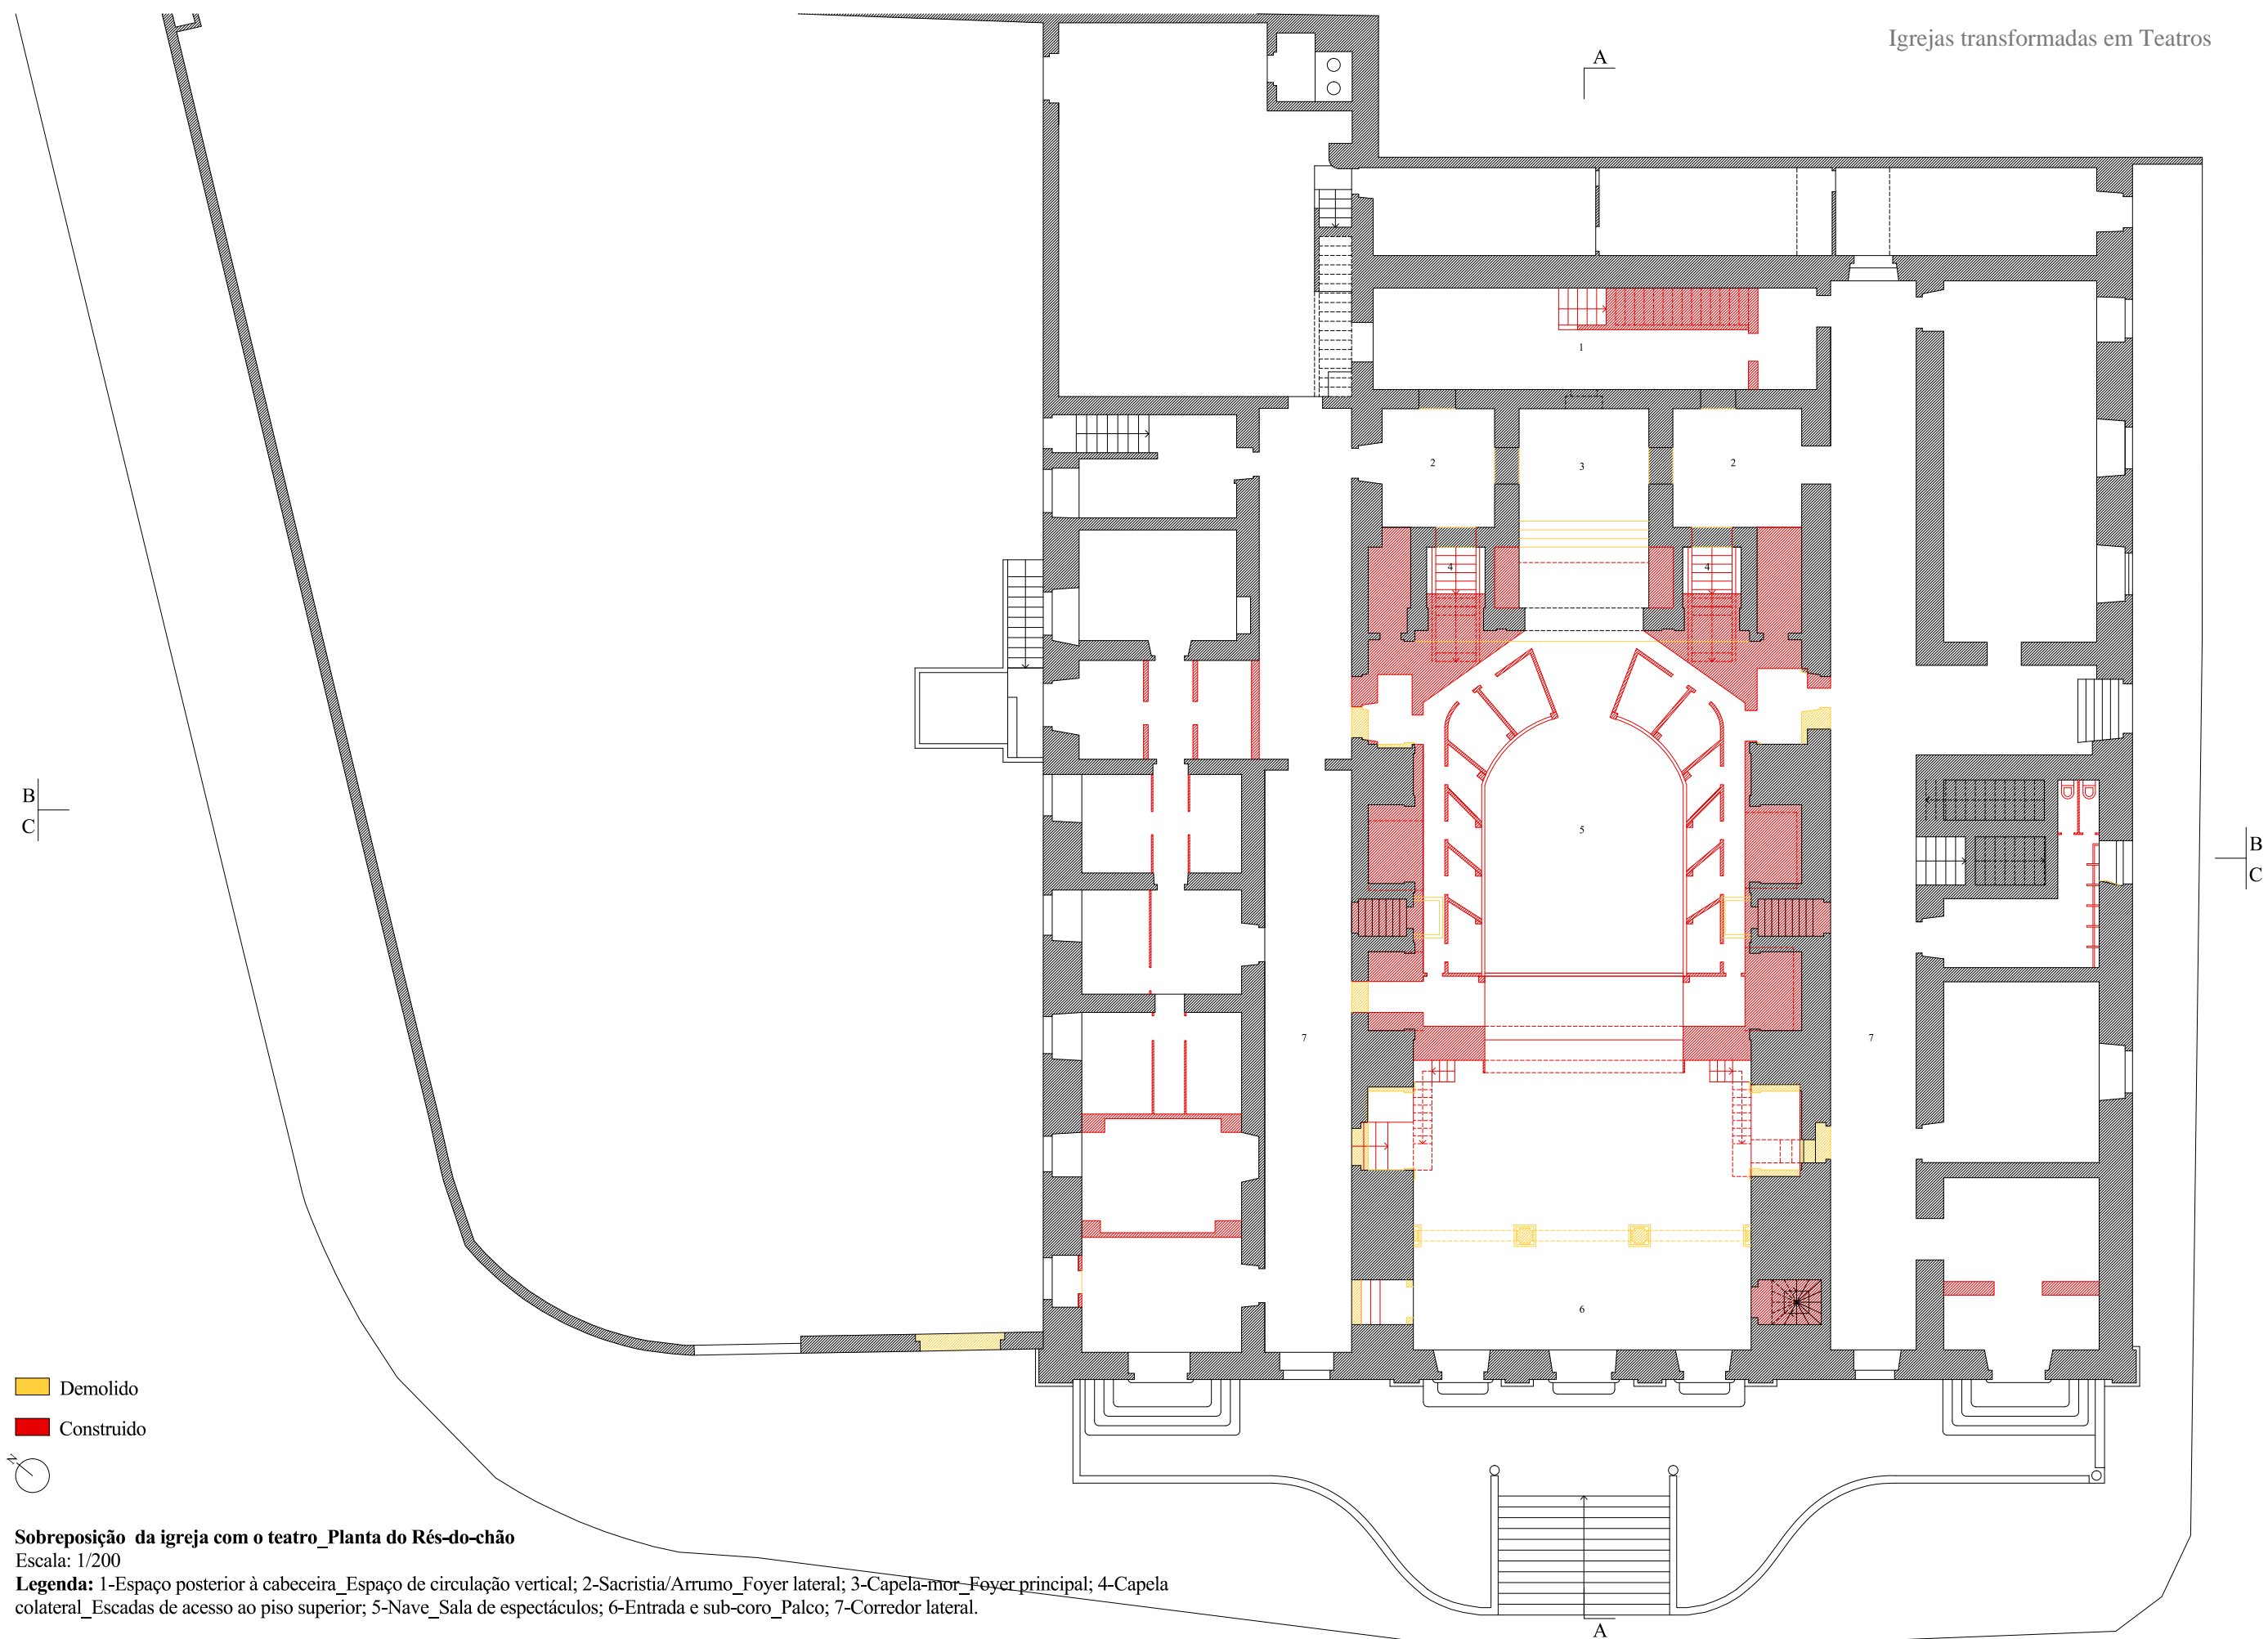 Igrejas transformadas em Teatros
A
1
2
3
2
4
4
B
C
5
B
C
7
7
6
Demolido
Construido
N
Sobreposição da igreja com o teatro_Planta do Rés-do-chão
Escala: 1/200
Legenda: 1-Espaço posterior à cabeceira_Espaço de circulação vertical; 2-Sacristia/Arrumo_Foyer lateral; 3-Capela-mor_Foyer principal; 4-Capela
colateral_Escadas de acesso ao piso superior; 5-Nave_Sala de espectáculos; 6-Entrada e sub-coro_Palco; 7-Corredor lateral.
A